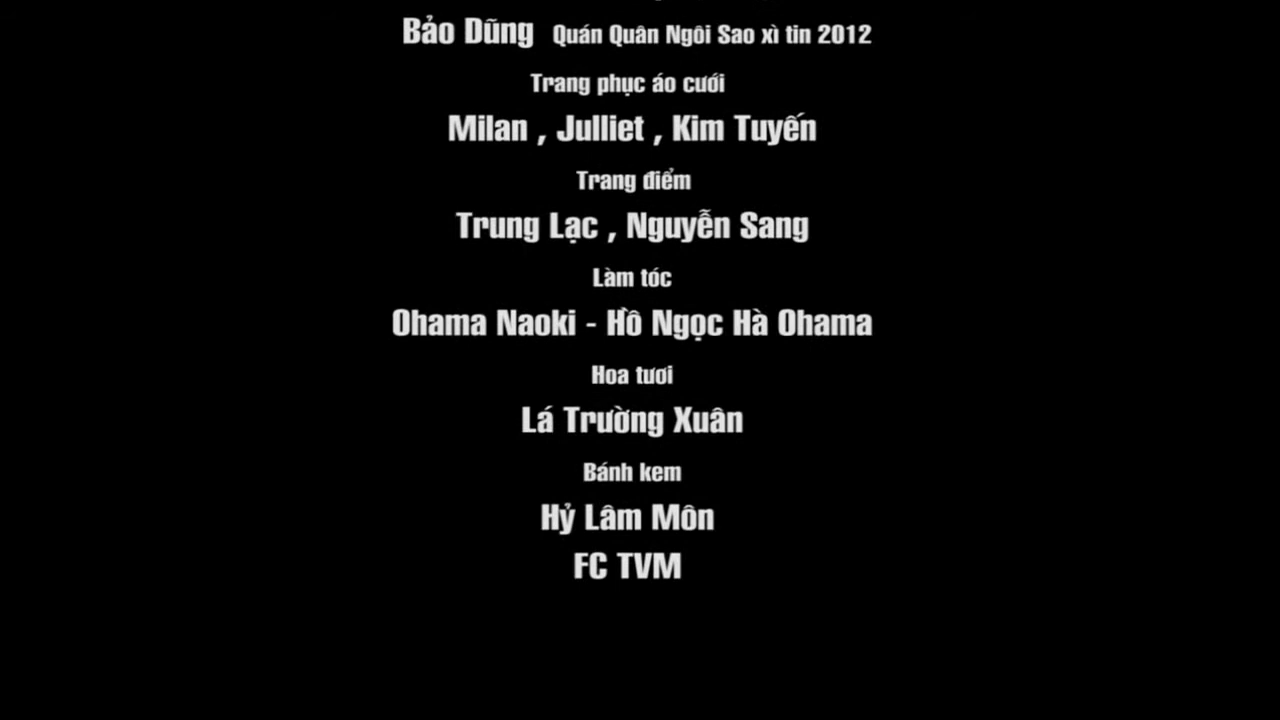 Bảo Dũng Quán Quân Ngôi Sao xì tin 2012
Trang phục áo cưới
Milan , Julliet , Kim Tuyến
Trang điểm
Trung Lạc , Nguyễn Sang
Làm tóc
Ohama Naoki - Hồ Ngọc Hà Ohama
Hoa tươi
Lá Trường Xuân
Bánh kem
Hỷ Lâm Môn
FC TVM